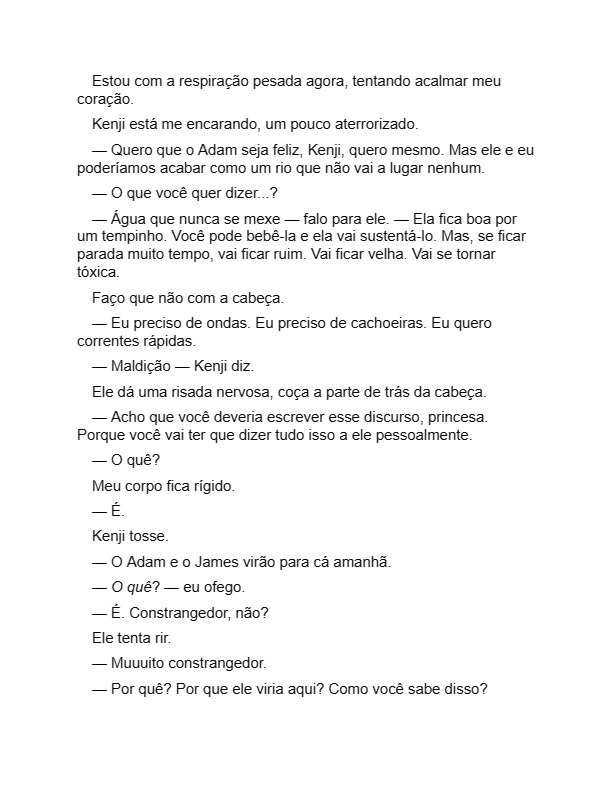 Estou com a respiração pesada agora, tentando acalmar meu
coração.
Kenji está me encarando, um pouco aterrorizado.
— Quero que o Adam seja feliz, Kenji, quero mesmo. Mas ele e eu
poderíamos acabar como um rio que não vai a lugar nenhum.
— O que você quer dizer...?
— Água que nunca se mexe — falo para ele. — Ela fica boa por
um tempinho. Você pode bebê-la e ela vai sustentá-lo. Mas, se ficar
parada muito tempo, vai ficar ruim. Vai ficar velha. Vai se tornar
tóxica.
Faço que não com a cabeça.
— Eu preciso de ondas. Eu preciso de cachoeiras. Eu quero
correntes rápidas.
— Maldição — Kenji diz.
Ele dá uma risada nervosa, coça a parte de trás da cabeça.
— Acho que você deveria escrever esse discurso, princesa.
Porque você vai ter que dizer tudo isso a ele pessoalmente.
— O quê?
Meu corpo fica rígido.
— É.
Kenji tosse.
— O Adam e o James virão para cá amanhã.
— O quê? — eu ofego.
— É. Constrangedor, não?
Ele tenta rir.
— Muuuito constrangedor.
— Por quê? Por que ele viria aqui? Como você sabe disso?